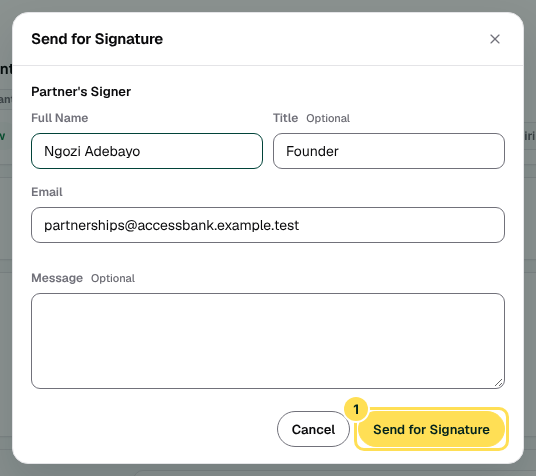 Send for Signature
Partner's Signer
Full Name
Title Optional
Ngozi Adebayo
Founder
Email
partnerships@accessbank.example.test
Message Optional
1
Cancel
Send for Signature